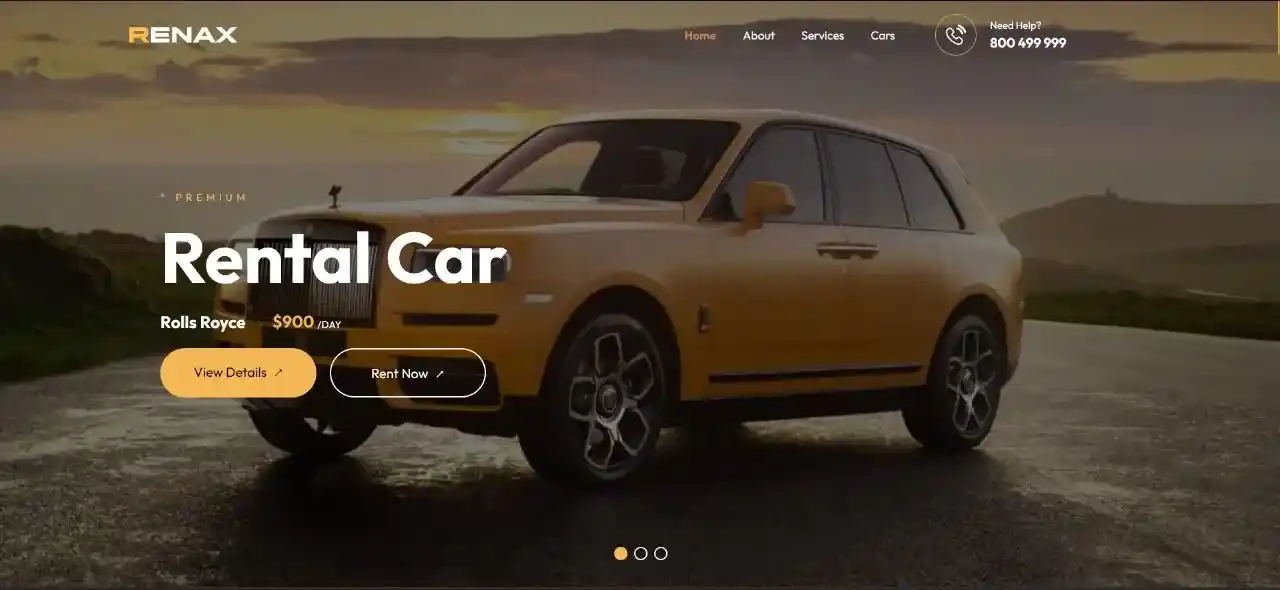 RENAX
Home
About
Services
Cars
Need Help?
800 499 999
* PREMIUM
Rental Car
Rolls Royce
$900 /DAY
View Details ↗
Rent Now ↗